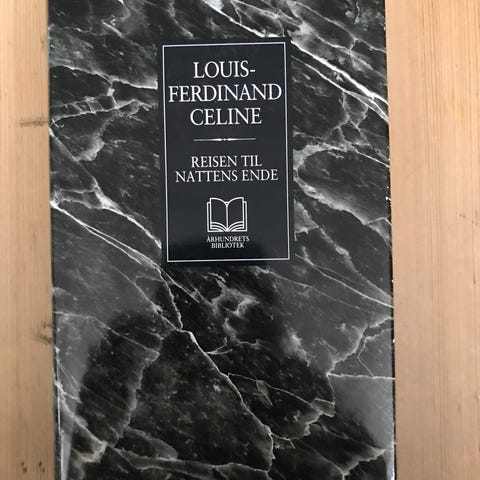 LOUIS-
FERDINAND
CELINE
REISEN TIL
NATTENS ENDE
ÅRHUNDRETS
BIBLIOTEK